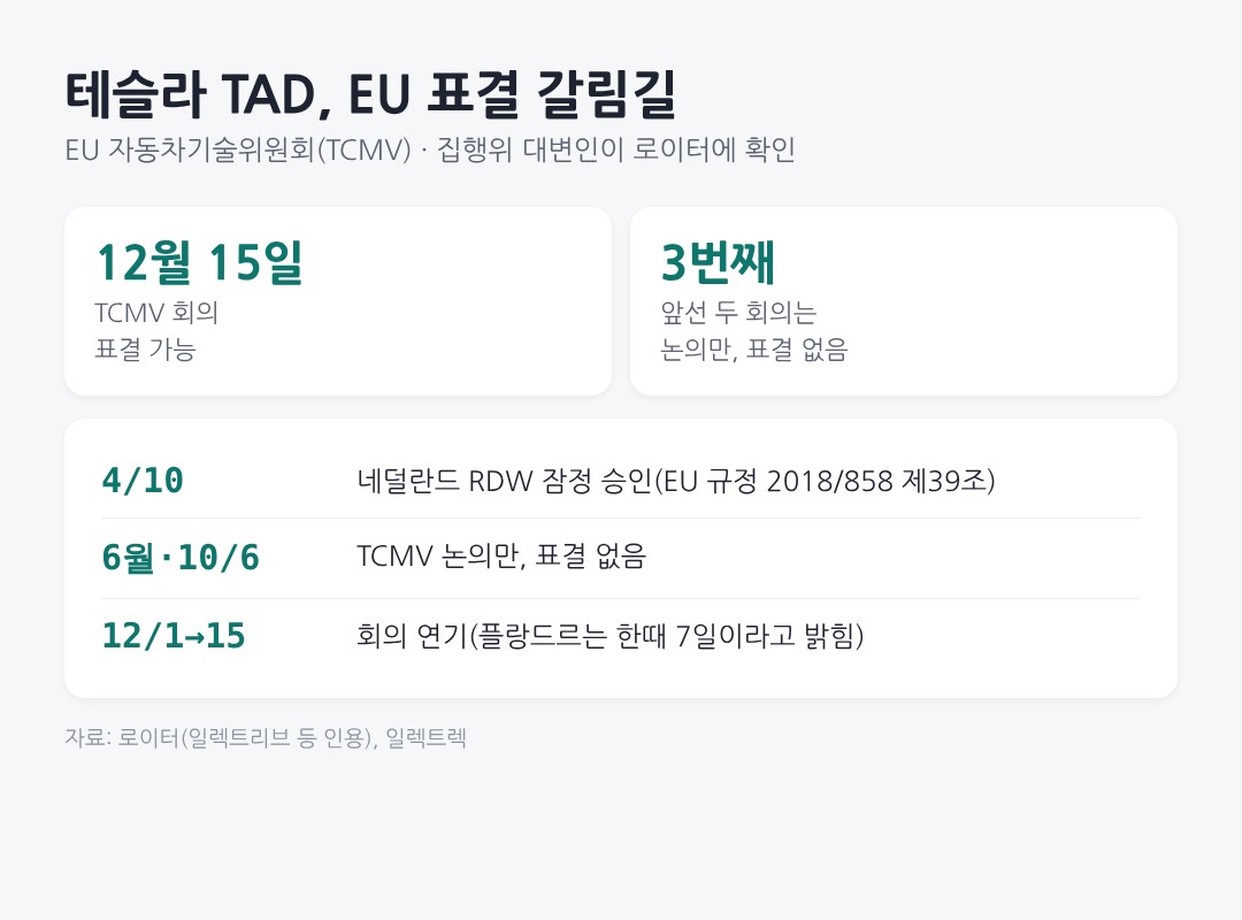 테슬라 TAD, EU 표결 갈림길
EU 자동차기술위원회(TCMV) · 집행위 대변인이 로이터에 확인
12월 15일
TCMV 회의
표결 가능
3번째
앞선 두 회의는
논의만, 표결 없음
4/10 네덜란드 RDW 잠정 승인(EU 규정 2018/858 제39조)
6월·10/6 TCMV 논의만, 표결 없음
12/1→15 회의 연기(플랑드르는 한때 7일이라고 밝힘)
자료: 로이터(일렉트리브 등 인용), 일렉트렉